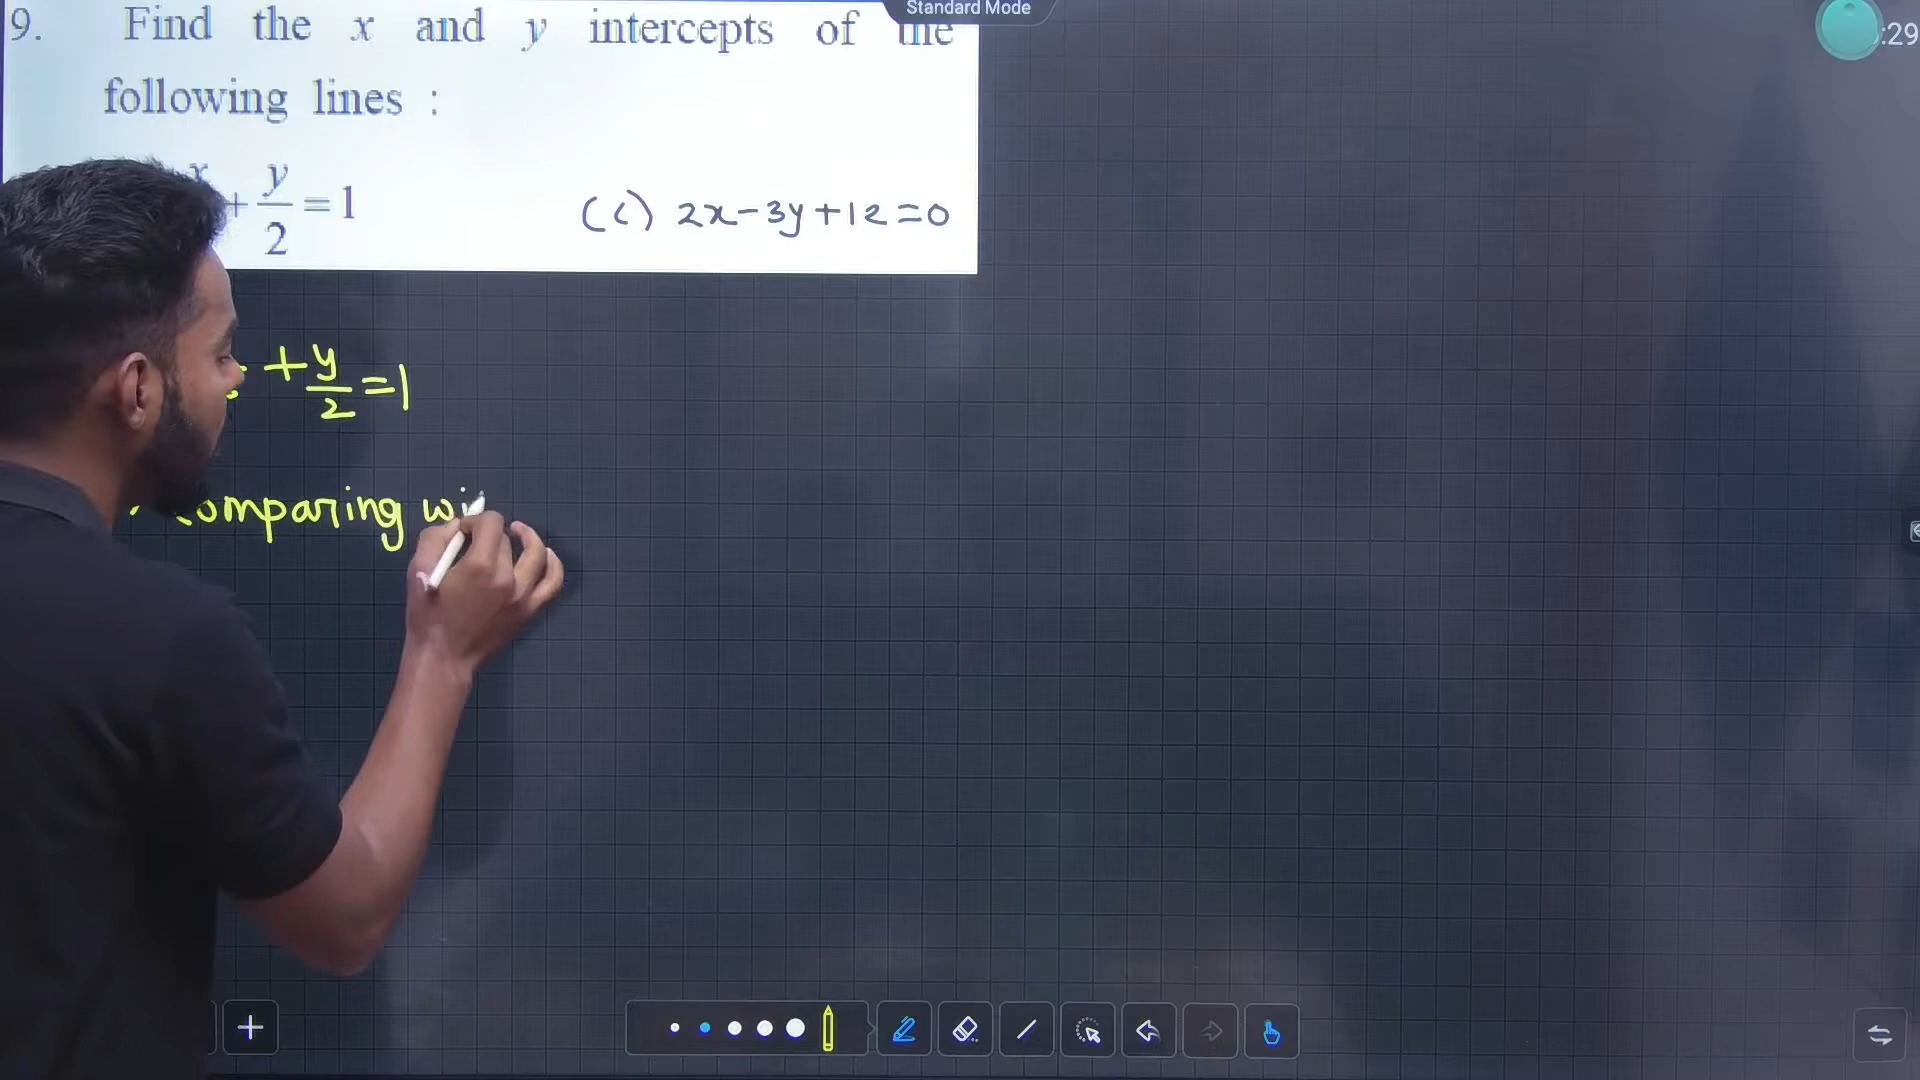 Standard Mode
:29
9. Find the x and y intercepts of the
following lines :
x + y/2 = 1
(c) 2x-3y+12=0
+ y/2 = 1
comparing wi